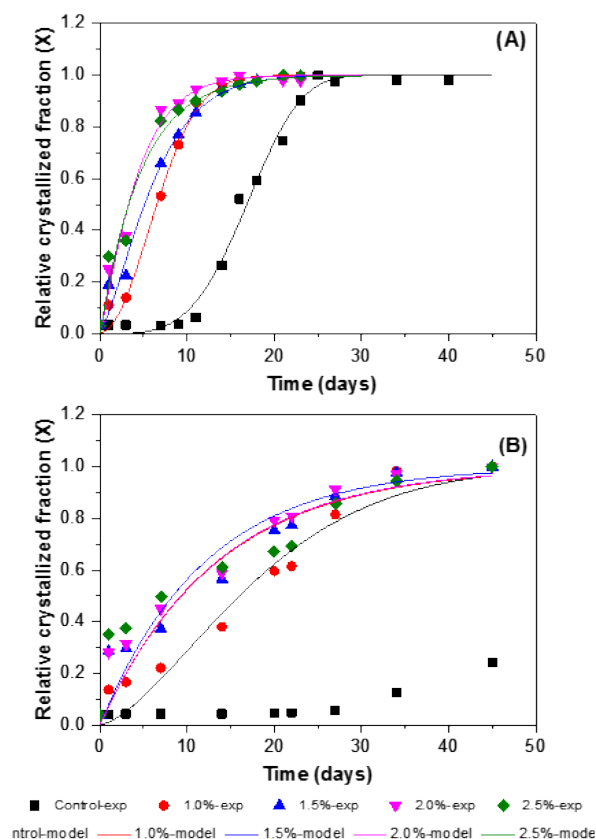 (A)
1.2
1.0
0.8
0.6
0.4
0.2
0.0
Relative crystallized fraction (X)
0 10 20 30 40 50
Time (days)
(B)
1.2
1.0
0.8
0.6
0.4
0.2
0.0
Relative crystallized fraction (X)
0 10 20 30 40 50
Time (days)
Control-exp 1.0%-exp 1.5%-exp 2.0%-exp 2.5%-exp
ntrol-model 1.0%-model 1.5%-model 2.0%-model 2.5%-model